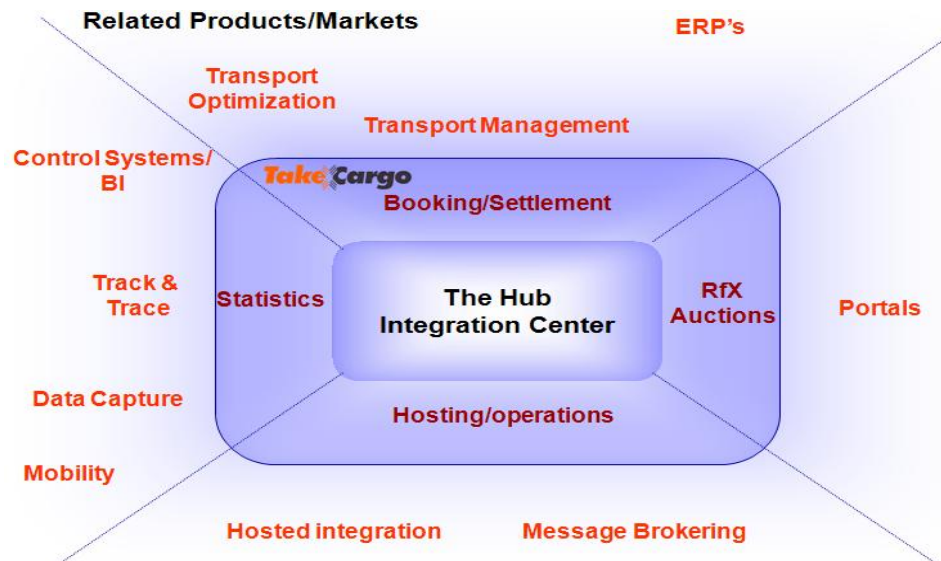 Related Products/Markets
ERP's
Transport
Optimization
Transport Management
Control Systems/
BI
TakeCargo
Booking/Settlement
Track &
Trace
Statistics
The Hub
Integration Center
RfX
Auctions
Portals
Data Capture
Hosting/operations
Mobility
Hosted integration
Message Brokering